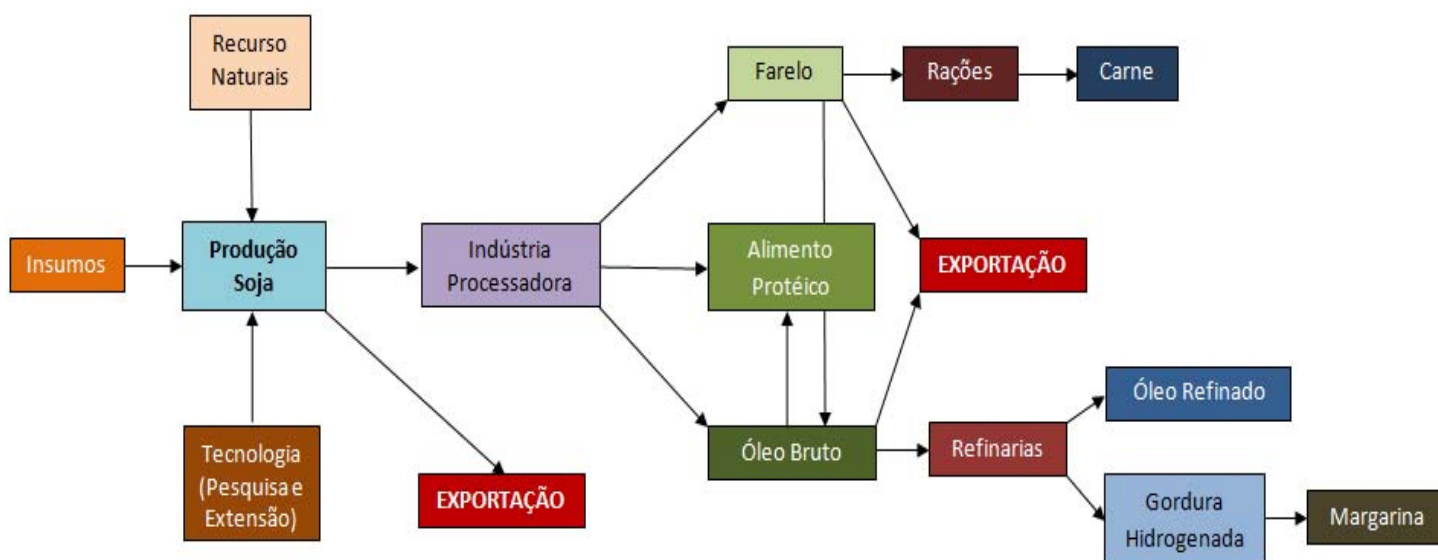 Recurso
Naturais
Farelo
Rações
Carne
Insumos
Produção
Soja
Indústria
Processadora
Alimento
Protéico
EXPORTAÇÃO
Tecnologia
(Pesquisa e
Extensão)
EXPORTAÇÃO
Óleo Bruto
Refinarias
Óleo Refinado
Gordura
Hidrogenada
Margarina